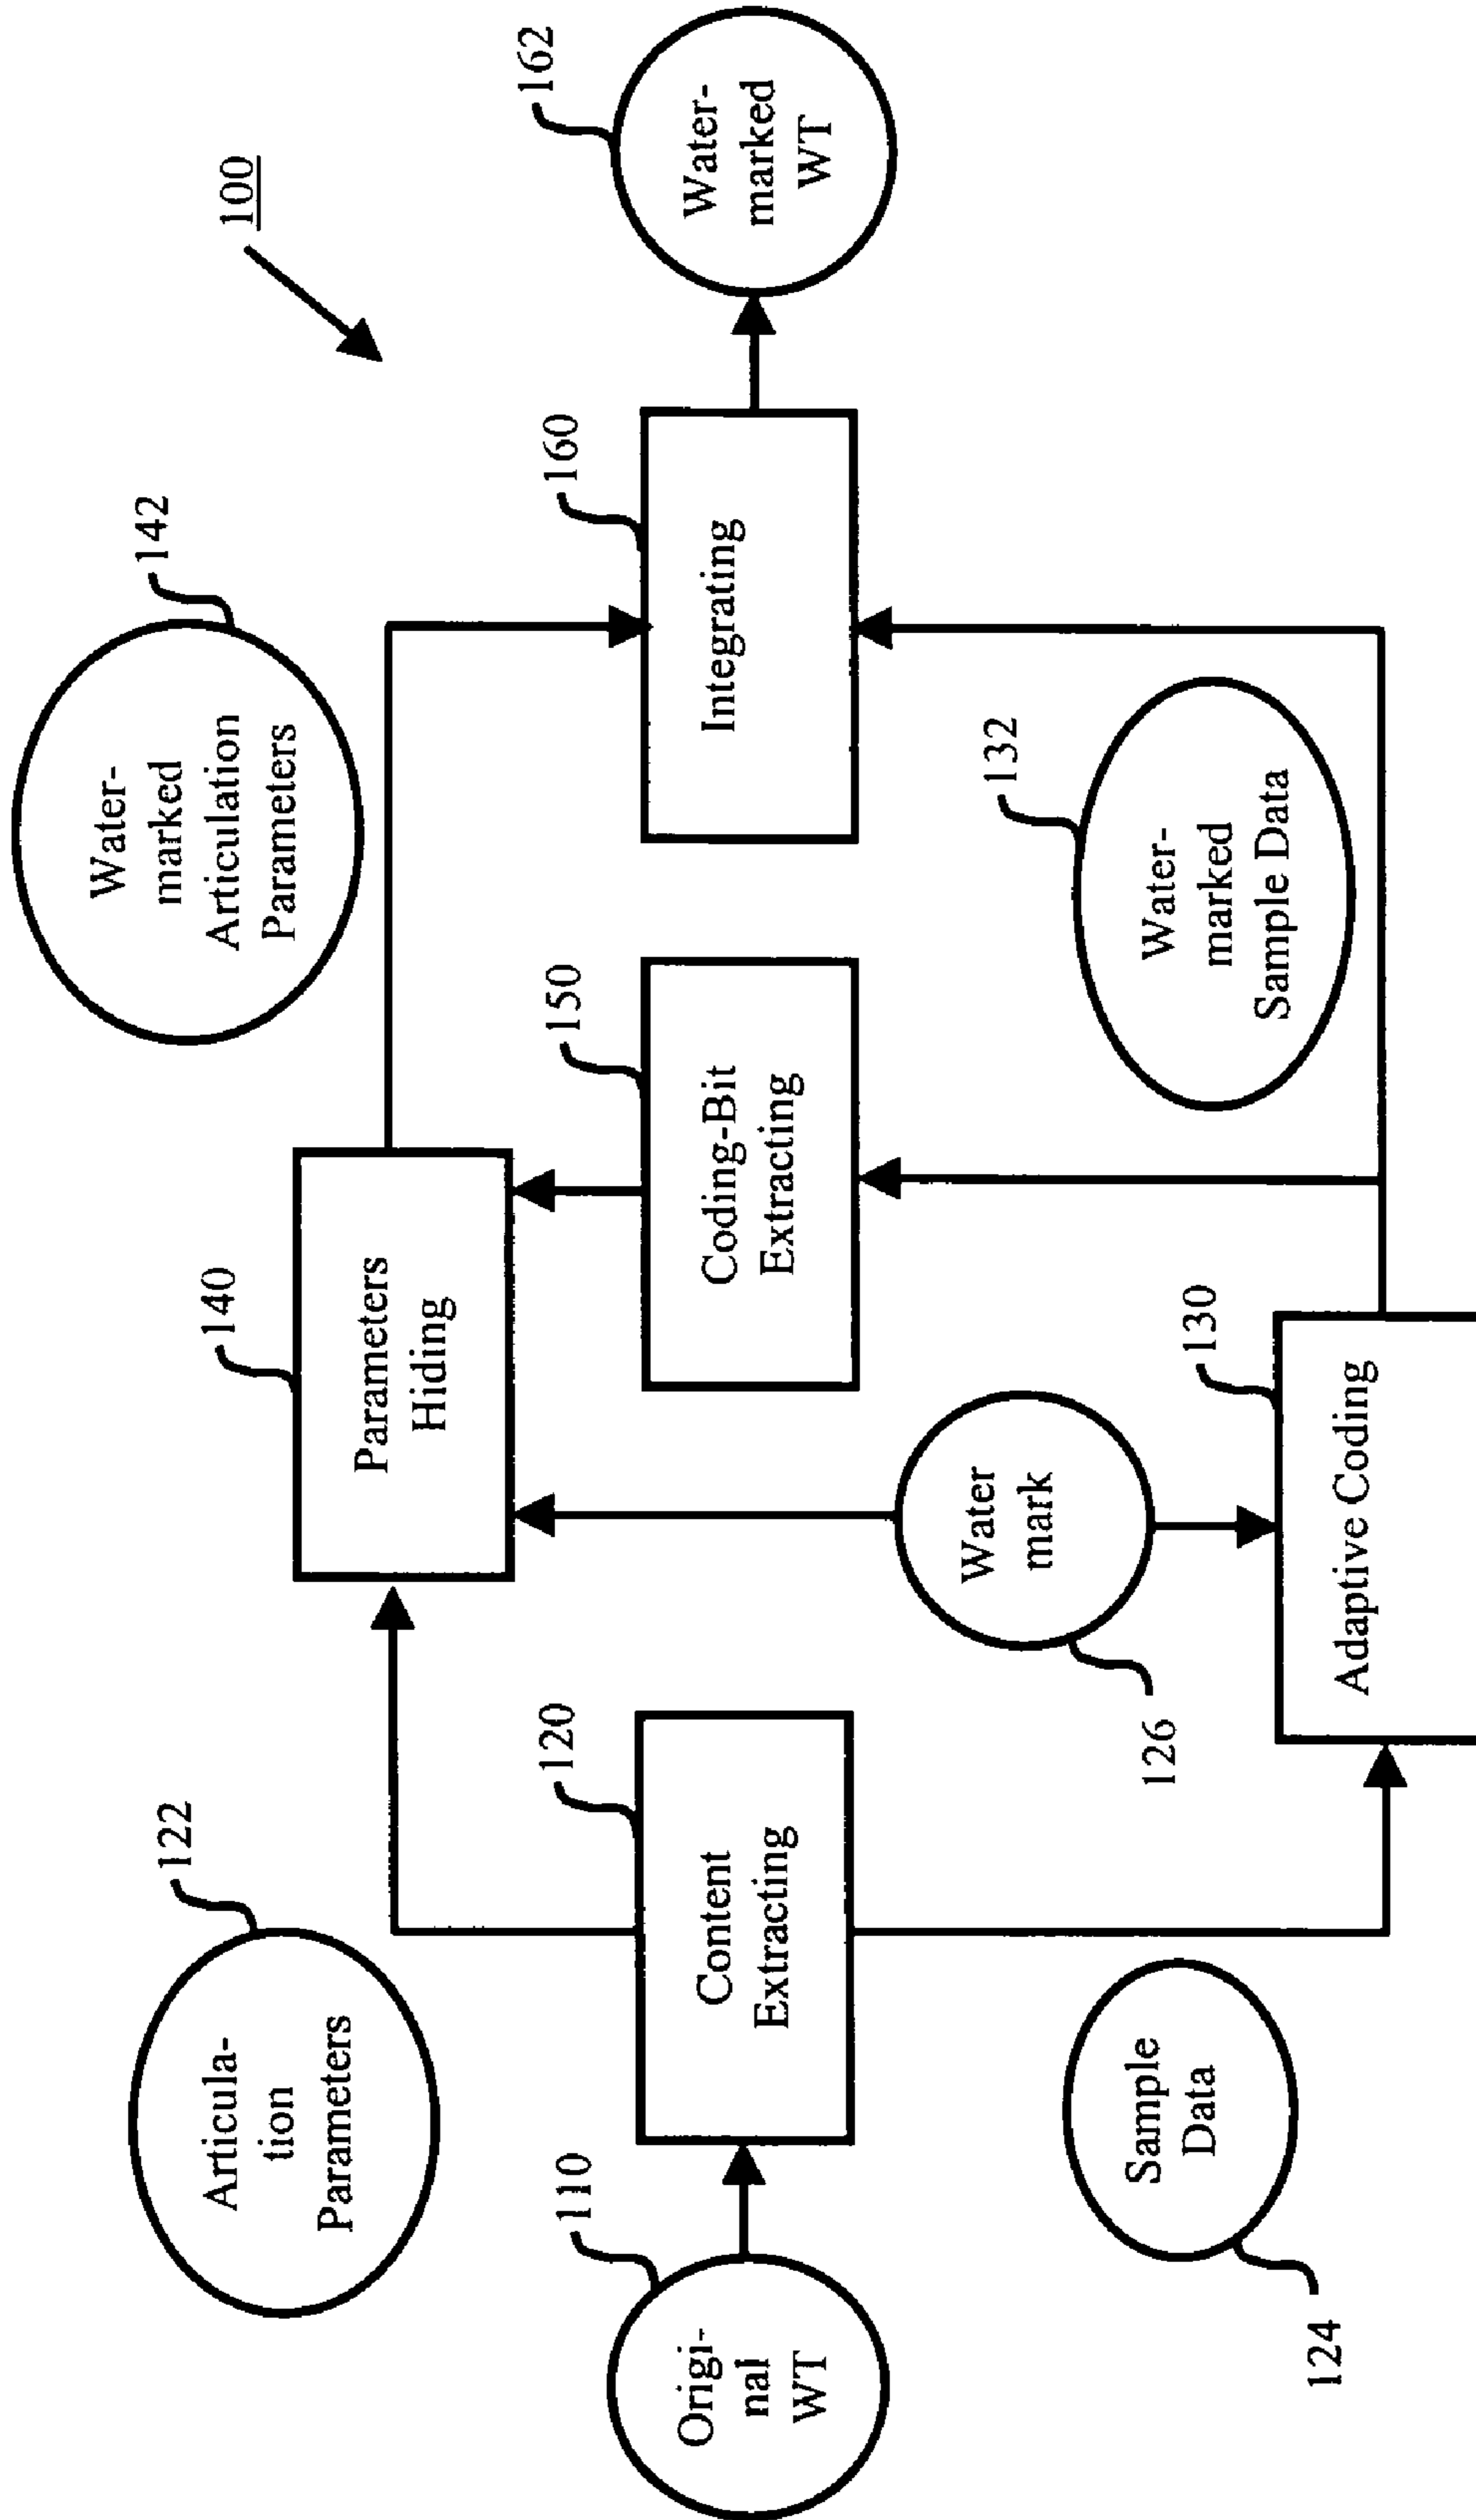 100
122
Articula-
tion
Parameters
140
Parameters
Hiding
142
Water-
marked
Articulation
Parameters
110
Origi-
nal
WT
120
Content
Extracting
150
Coding-Bit
Extracting
160
Integrating
162
Water-
marked
WT
126
Water
mark
124
Sample
Data
130
Adaptive Coding
132
Water-
marked
Sample Data